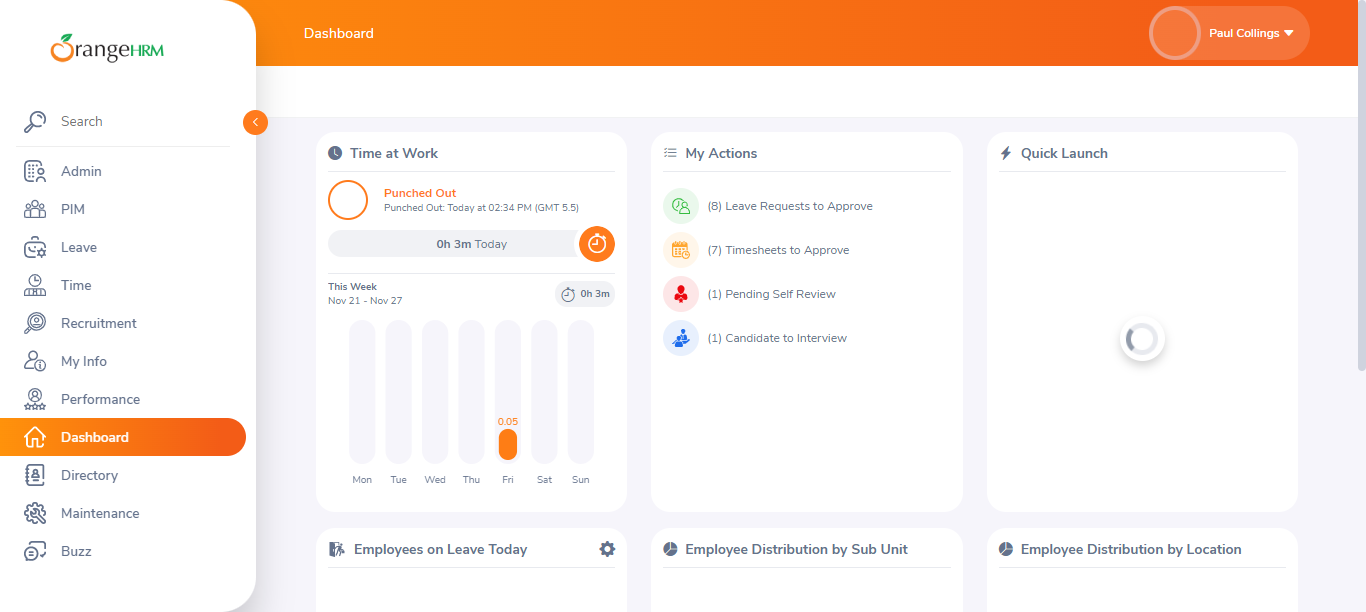 OrangeHRM
Dashboard
Paul Collings
Search
Admin
PIM
Leave
Time
Recruitment
My Info
Performance
Dashboard
Directory
Maintenance
Buzz
Time at Work
Punched Out
Punched Out: Today at 02:34 PM (GMT 5.5)
0h 3m Today
This Week
Nov 21 - Nov 27
0h 3m
0.05
Mon Tue Wed Thu Fri Sat Sun
My Actions
(8) Leave Requests to Approve
(7) Timesheets to Approve
(1) Pending Self Review
(1) Candidate to Interview
Quick Launch
Employees on Leave Today
Employee Distribution by Sub Unit
Employee Distribution by Location